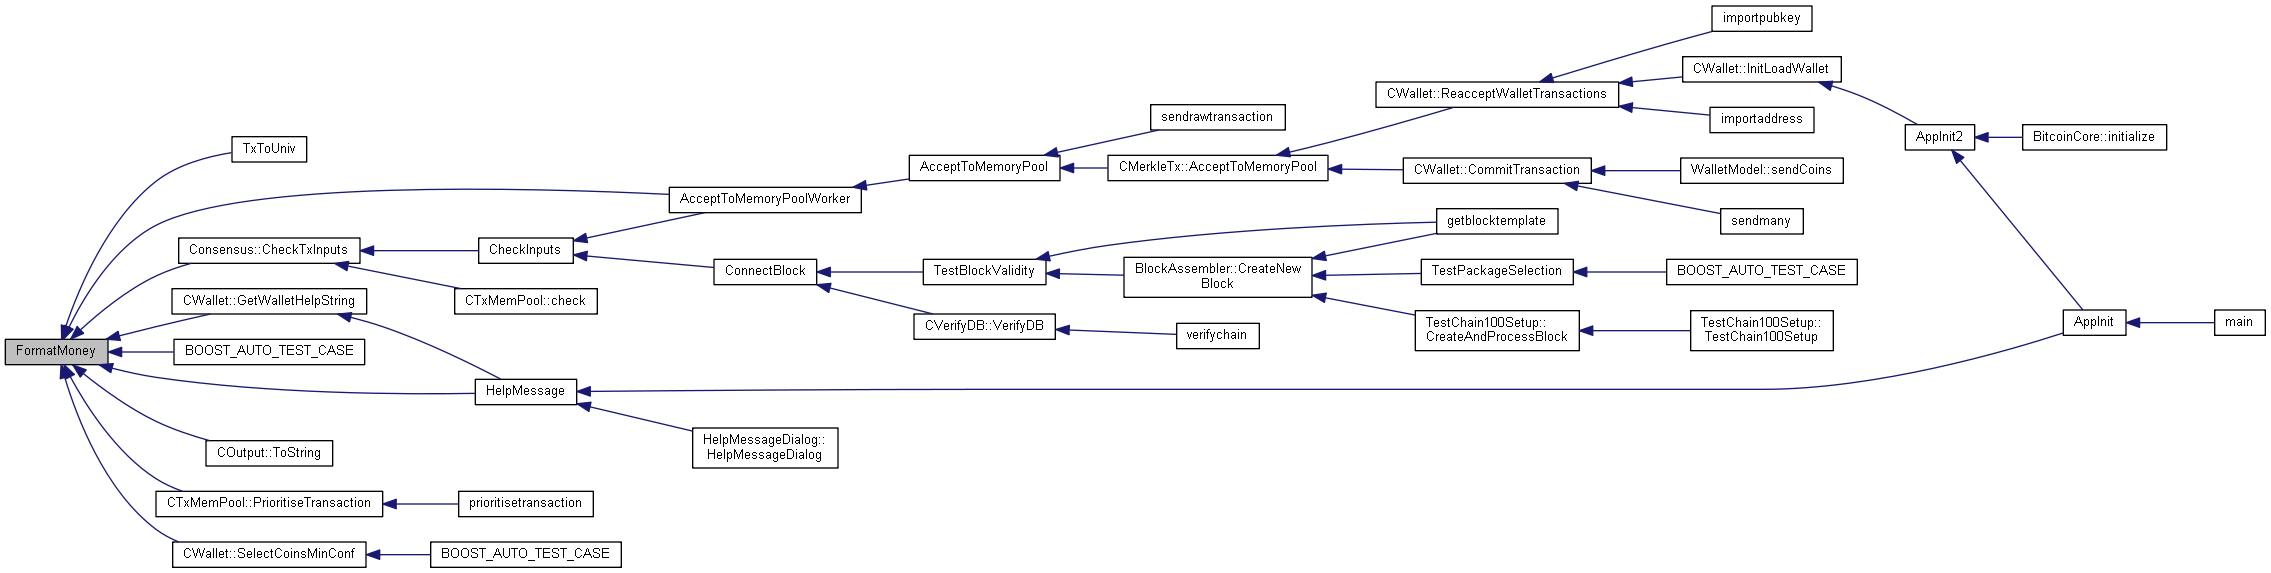 importpubkey
CWallet::InitLoadWallet
CWallet::ReacceptWalletTransactions
sendrawtransaction
importaddress
AppInit2
BitcoinCore::initialize
TxToUniv
AcceptToMemoryPool
CMerkleTx::AcceptToMemoryPool
CWallet::CommitTransaction
WalletModel::sendCoins
AcceptToMemoryPoolWorker
sendmany
getblocktemplate
Consensus::CheckTxInputs
CheckInputs
ConnectBlock
TestBlockValidity
BlockAssembler::CreateNew
Block
TestPackageSelection
BOOST_AUTO_TEST_CASE
CWallet::GetWalletHelpString
CTxMemPool::check
CVerifyDB::VerifyDB
verifychain
TestChain100Setup::
CreateAndProcessBlock
TestChain100Setup::
TestChain100Setup
AppInit
main
FormatMoney
BOOST_AUTO_TEST_CASE
HelpMessage
HelpMessageDialog::
HelpMessageDialog
COutput::ToString
CTxMemPool::PrioritiseTransaction
prioritisetransaction
CWallet::SelectCoinsMinConf
BOOST_AUTO_TEST_CASE